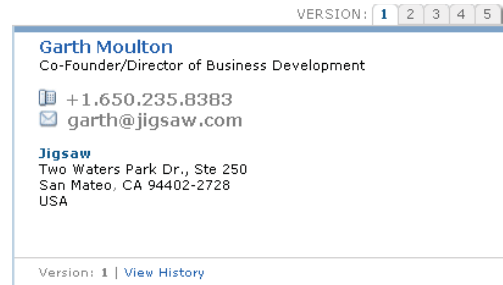 VERSION: 1 2 3 4 5
Garth Moulton
Co-Founder/Director of Business Development
+1.650.235.8383
garth@jigsaw.com
Jigsaw
Two Waters Park Dr., Ste 250
San Mateo, CA 94402-2728
USA
Version: 1 | View History